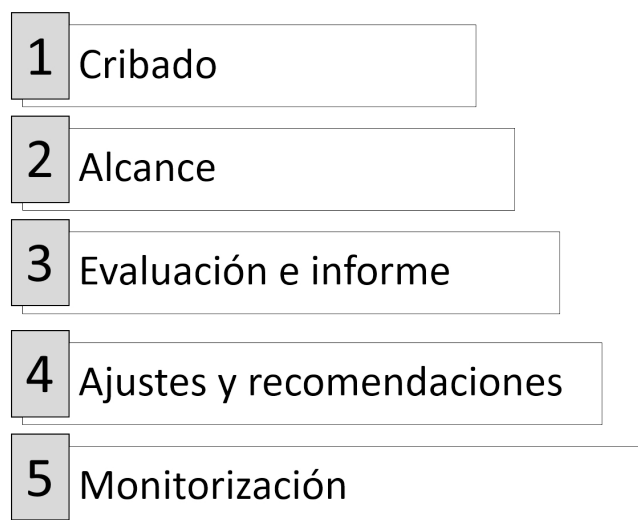 1 Cribado
2 Alcance
3 Evaluación e informe
4 Ajustes y recomendaciones
5 Monitorización